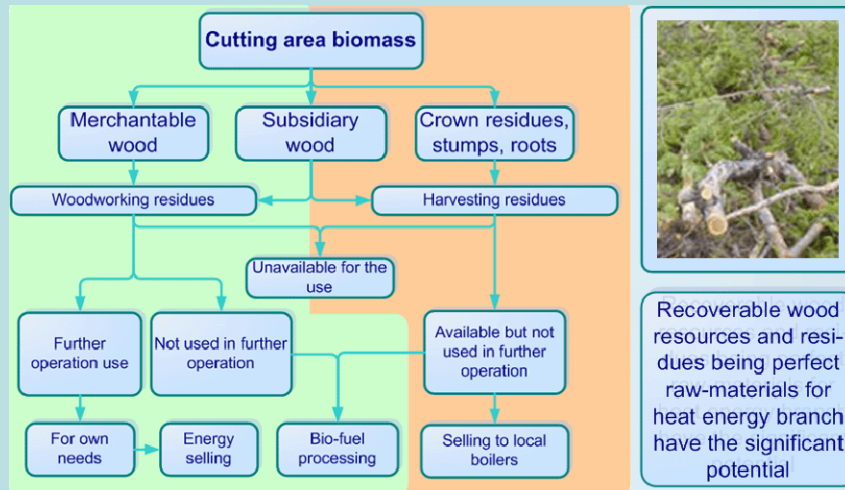 Cutting area biomass
Merchantable
wood
Subsidiary
wood
Crown residues,
stumps, roots
Woodworking residues
Harvesting residues
Unavailable for the
use
Further
operation use
Not used in further
operation
Available but not
used in further
operation
For own
needs
Energy
selling
Bio-fuel
processing
Selling to local
boilers
Recoverable wood
resources and resi-
dues being perfect
raw-materials for
heat energy branch
have the significant
potential